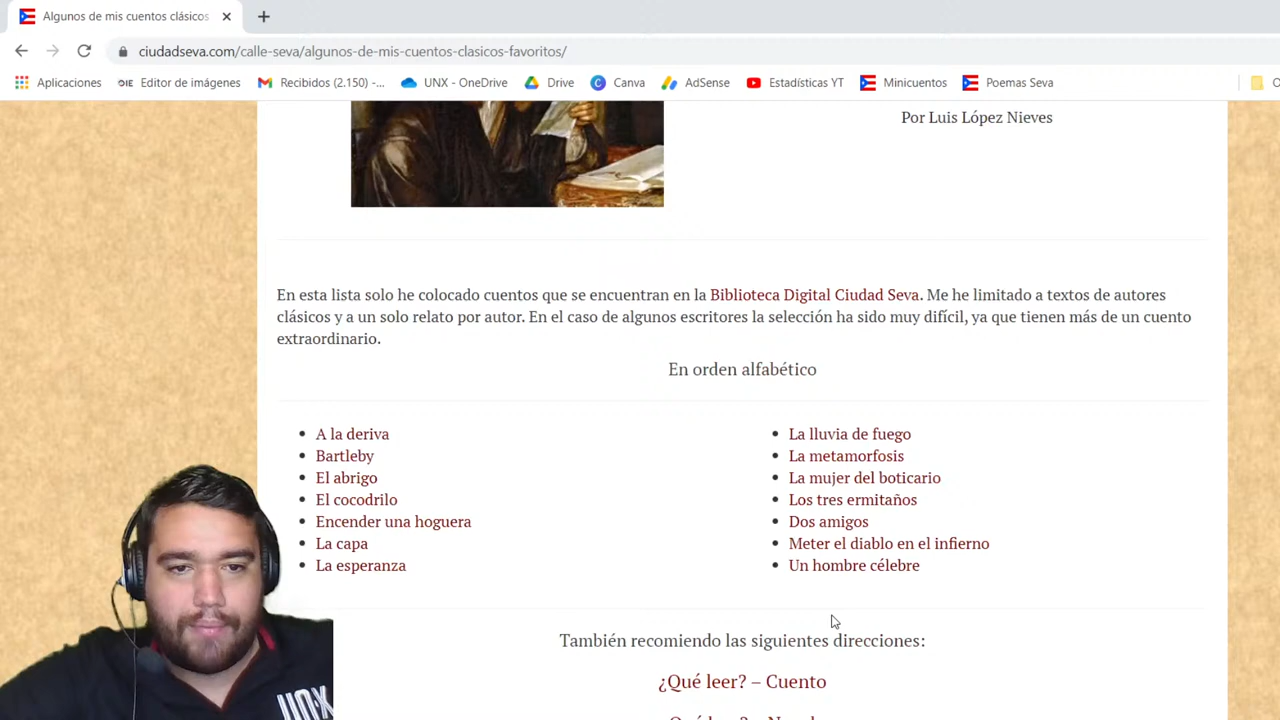 Algunos de mis cuentos clásicos
ciudadseva.com/calle-seva/algunos-de-mis-cuentos-clasicos-favoritos/
Aplicaciones
OIE Editor de imágenes
Recibidos (2.150) -...
UNX - OneDrive
Drive
Canva
AdSense
Estadísticas YT
Minicuentos
Poemas Seva
Por Luis López Nieves
En esta lista solo he colocado cuentos que se encuentran en la Biblioteca Digital Ciudad Seva. Me he limitado a textos de autores
clásicos y a un solo relato por autor. En el caso de algunos escritores la selección ha sido muy difícil, ya que tienen más de un cuento
extraordinario.
En orden alfabético
A la deriva
Bartleby
El abrigo
El cocodrilo
Encender una hoguera
La capa
La esperanza
La lluvia de fuego
La metamorfosis
La mujer del boticario
Los tres ermitaños
Dos amigos
Meter el diablo en el infierno
Un hombre célebre
También recomiendo las siguientes direcciones:
¿Qué leer? – Cuento
UNX